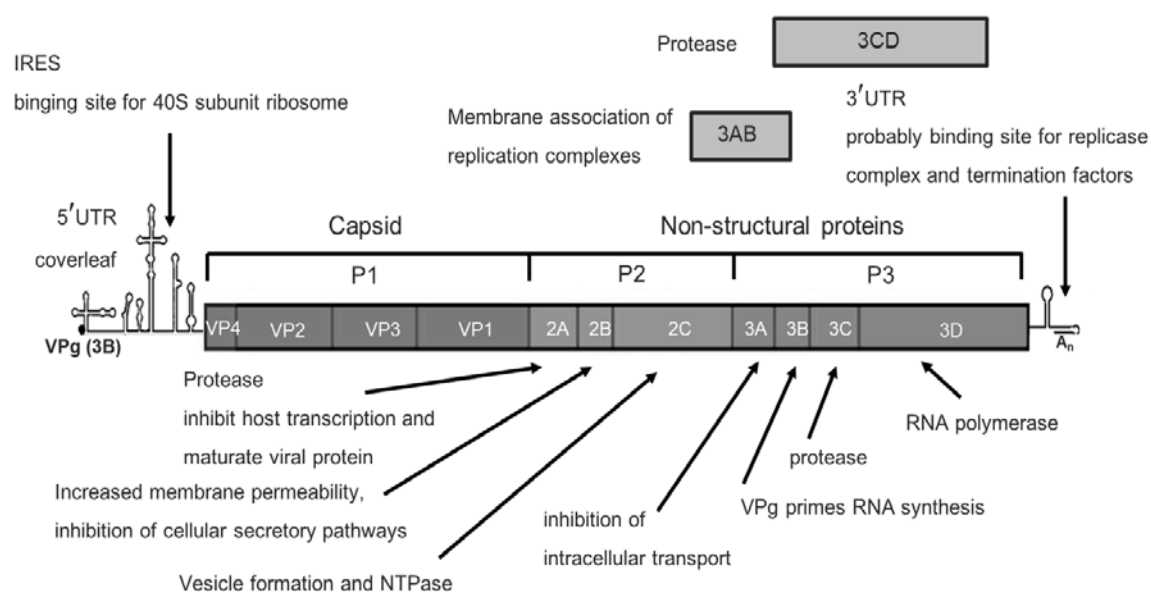 Protease
3CD
IRES
binging site for 40S subunit ribosome
3′UTR
probably binding site for replicase
complex and termination factors
Membrane association of
replication complexes
3AB
5′UTR
coverleaf
Capsid
Non-structural proteins
P1
P2
P3
VPg (3B)
VP4
VP2
VP3
VP1
2A
2B
2C
3A
3B
3C
3D
An
Protease
inhibit host transcription and
maturate viral protein
RNA polymerase
protease
Increased membrane permeability,
inhibition of cellular secretory pathways
VPg primes RNA synthesis
inhibition of
intracellular transport
Vesicle formation and NTPase